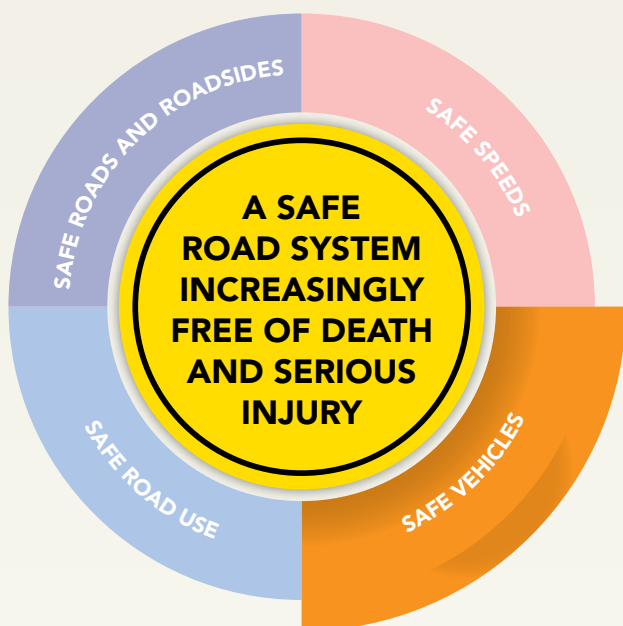 SAFE ROADS AND ROADSIDES
SAFE SPEEDS
A SAFE
ROAD SYSTEM
INCREASINGLY
FREE OF DEATH
AND SERIOUS
INJURY
SAFE ROAD USE
SAFE VEHICLES